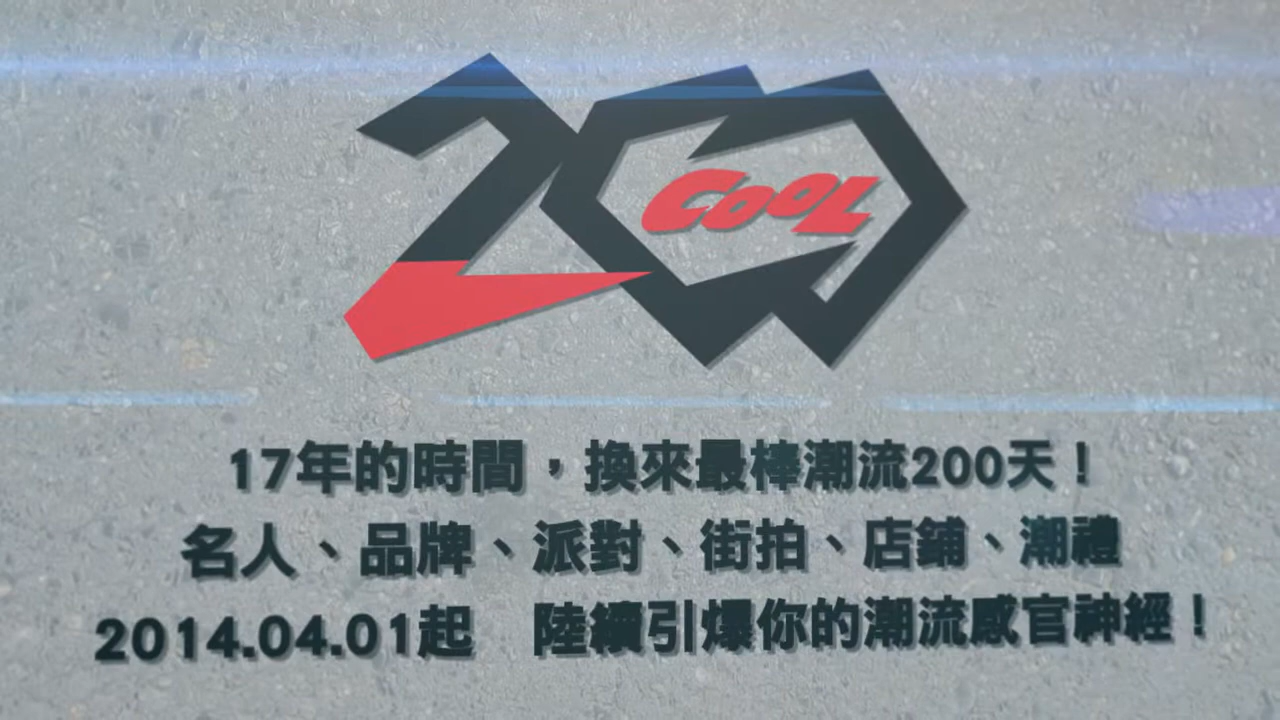 200
COOL
17年的時間，換來最棒潮流200天！
名人、品牌、派對、街拍、店鋪、潮禮
2014.04.01起 陸續引爆你的潮流感官神經！